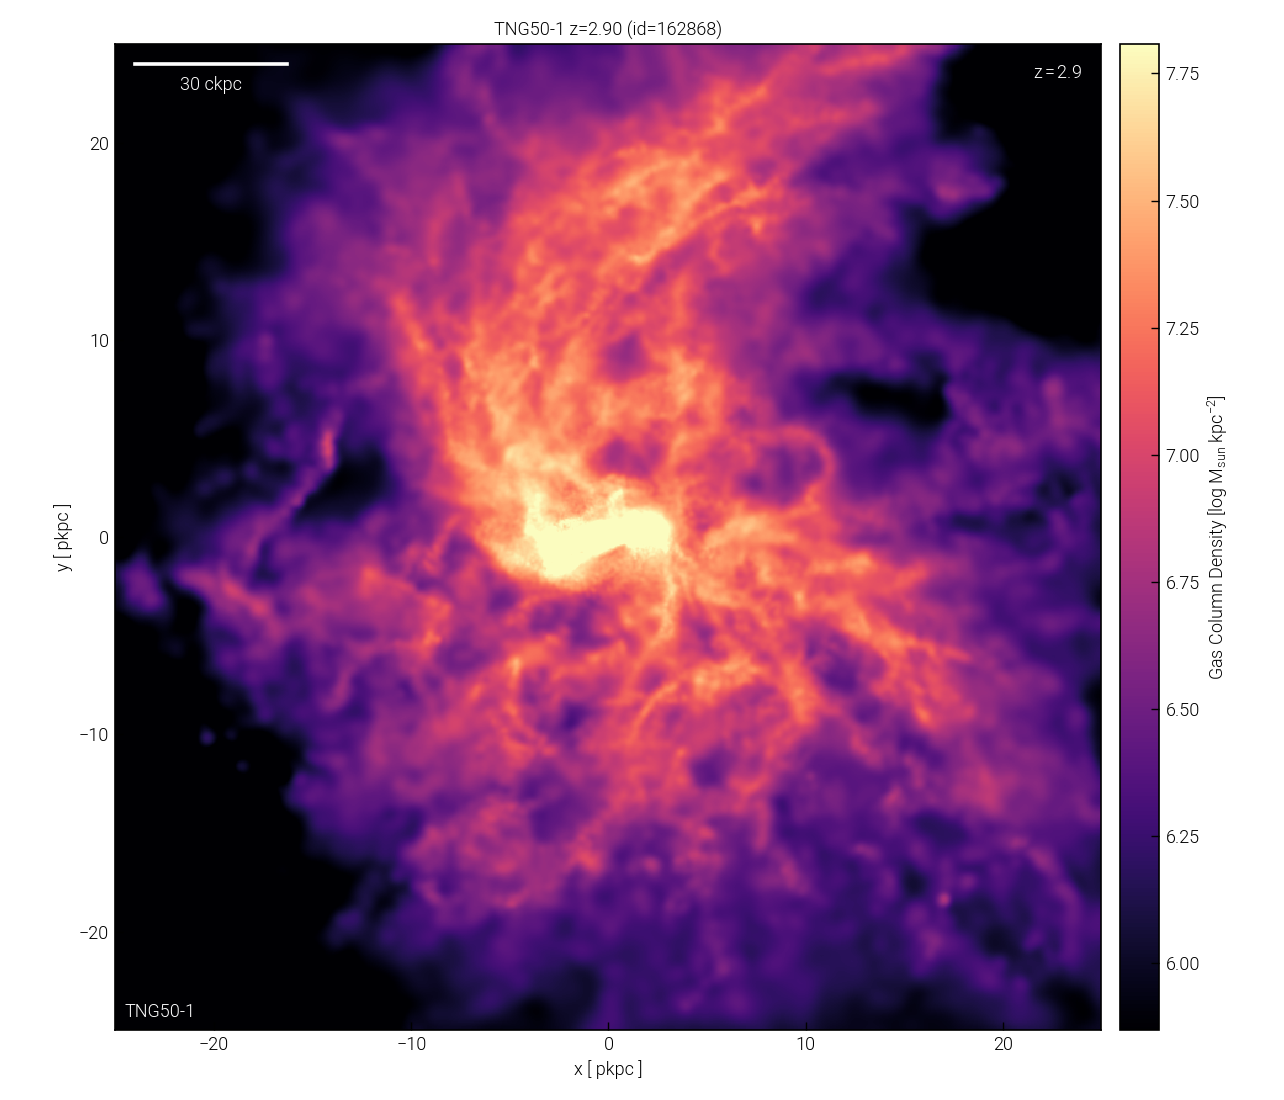 TNG50-1 z=2.90 (id=162868)
30 ckpc
z=2.9
TNG50-1
20
10
0
−10
−20
y [ pkpc ]
−20
−10
0
10
20
x [ pkpc ]
7.75
7.50
7.25
7.00
6.75
6.50
6.25
6.00
Gas Column Density [log M_sun kpc^−2]